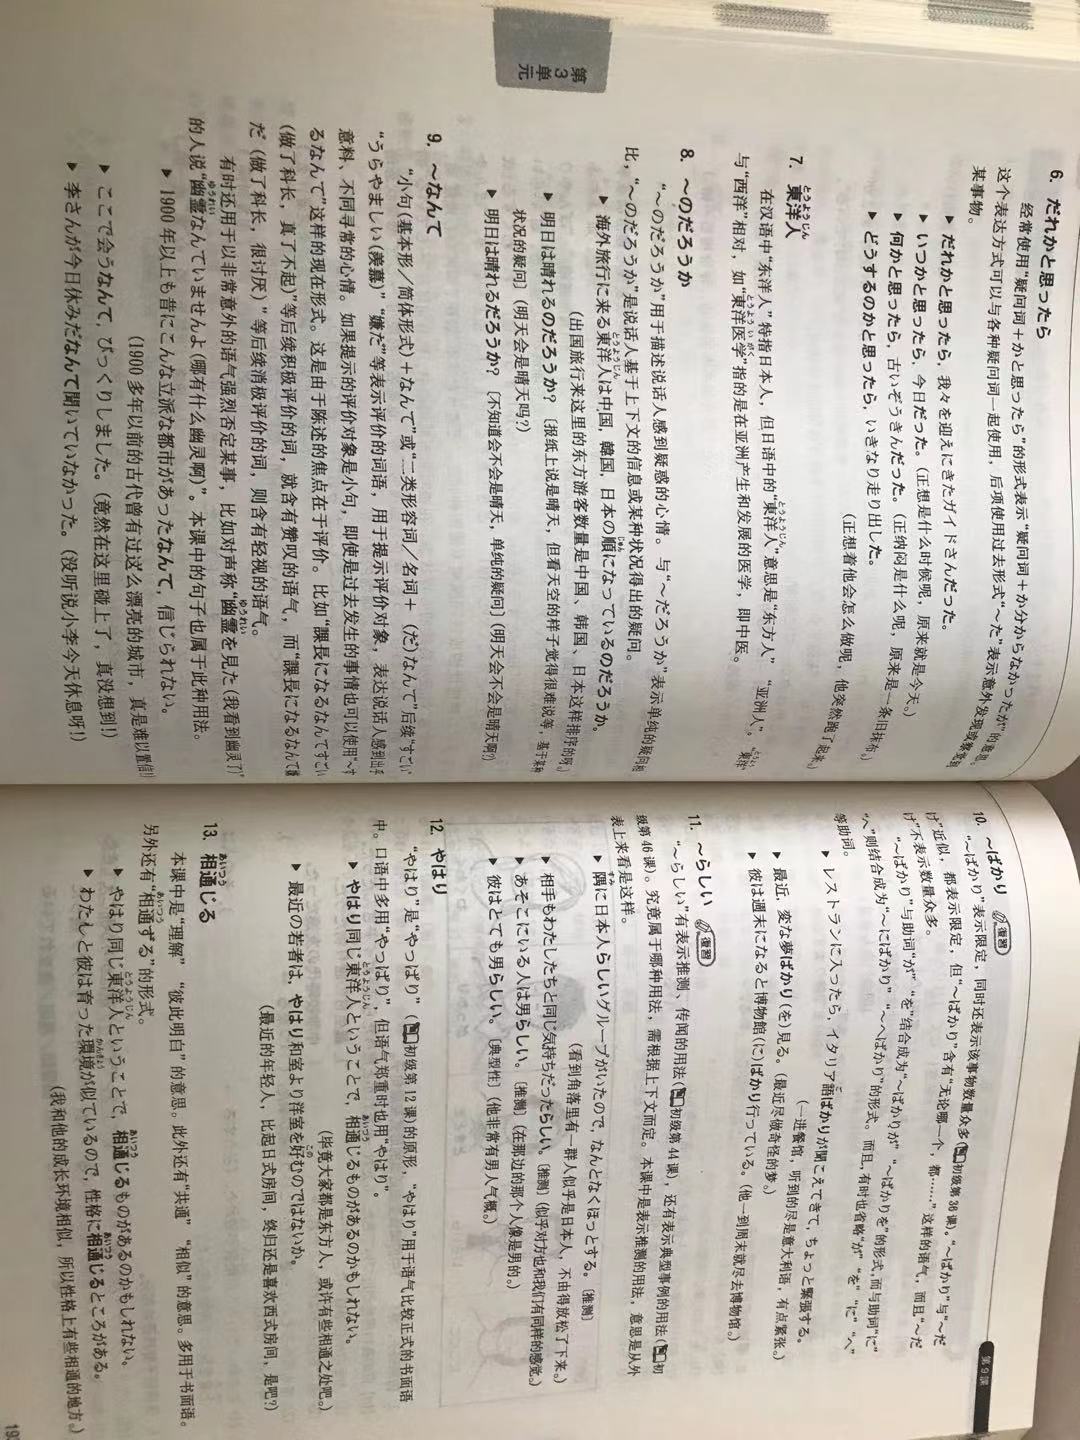 6. だれかと思ったら
经常使用“疑问词＋かと思ったら”的形式表示“疑问词＋か分からなかったが”的意思。
这个表达方式可以与各种疑问词一起使用，后项使用过去形式“～た”表示意外发现或察觉到
某事物。
▶ だれかと思ったら，我々を迎えにきたガイドさんだった。
▶ いつかと思ったら，今日だった。(正想是什么时候呢，原来就是今天。)
▶ 何かと思ったら，古いぞうきんだった。(正纳闷是什么呢，原来是一条旧抹布。)
▶ どうするのかと思ったら，いきなり走り出した。
(正想着他会怎么做呢，他突然跑了起来。)
とうようじん
7. 東洋人
とうようじん
在汉语中“东洋人”特指日本人，但日语中的“東洋人”意思是“东方人”“亚洲人”。“東洋”
とうよう
とうようい がく
与“西洋”相对，如“東洋医学”指的是在亚洲产生和发展的医学，即中医。
8. ～のだろうか
“～のだろうか”用于描述说话人感到疑惑的心情。与“～だろうか”表示单纯的疑问相
比，“～のだろうか”是说话人基于上下文的信息或某种状况得出的疑问。
とうようじん じゅん
▶ 海外旅行に来る東洋人は中国，韓国，日本の順になっているのだろうか。
(出国旅行来这里的东方游客数量是中国、韩国、日本这样排序的呀。)
▶ 明日は晴れるのだろうか？〔报纸上说是晴天，但看天空的样子觉得很难说等，基于某种
状况的疑问〕(明天会是晴天吗?)
▶ 明日は晴れるだろうか？〔不知道会不会是晴天，单纯的疑问〕(明天会不会是晴天啊?)
第3单元
9. ～なんて
“小句(基本形／简体形式)＋なんて”或“二类形容词／名词＋（だ)なんて”后续“すごい”
“うらやましい(羡慕)”“嫌だ”等表示评价的词语，用于提示评价对象，表达说话人感到出乎
意料、不同寻常的心情。如果提示的评价对象是小句，即使是过去发生的事情也可以使用“～す
るなんて”这样的现在形式。这是由于陈述的焦点在于评价。比如“課長になるなんてすごい
(做了科长，真了不起)”等后续积极评价的词，就含有赞叹的语气，而“課長になるなんて嫌
だ（做了科长，很讨厌）”等后续消极评价的词，则含有轻视的语气。
ゆうれい
有时还用于以非常意外的语气强烈否定某事，比如对声称“幽霊を見た(我看到幽灵了)”
ゆうれい
的人说“幽霊なんていませんよ(哪有什么幽灵啊)”。本课中的句子也属于此种用法。
▶ 1900年以上も昔にこんな立派な都市があったなんて，信じられない。
(1900多年以前的古代曾有过这么漂亮的城市，真是难以置信!)
▶ ここで会うなんて，びっくりしました。(竟然在这里碰上了，真没想到!)
▶ 李さんが今日休みだなんて聞いていなかった。(没听说小李今天休息呀!)
第9课
10. ～ばかり 復習
“～ばかり”表示限定，同时还表示该事物数量众多(初级第36课)。“～ばかり”与“～だ
け”近似，都表示限定，但“～ばかり”含有“无论哪一个，都……”这样的语气，而且“～だ
け”不表示数量众多。
“～ばかり”与助词“が”“を”结合成为“～ばかりが”“～ばかりを”的形式，而与助词“に”
“へ”则结合成为“～にばかり”“～へばかり”的形式。而且，有时也省略“が”“を”“に”“へ”
等助词。
ご
▶ レストランに入ったら，イタリア語ばかりが聞こえてきて，ちょっと緊張する。
(一进餐馆，听到的尽是意大利语，有点紧张。)
▶ 最近，変な夢ばかり(を)見る。(最近尽做奇怪的梦。)
▶ 彼は週末になると博物館(に)ばかり行っている。(他一到周末就尽去博物馆。)
11. ～らしい 復習
“～らしい”有表示推测、传闻的用法(初级第44课)，还有表示典型事例的用法(初
级第46课)。究竟属于哪种用法，需根据上下文而定。本课中是表示推测的用法，意思是从外
表上来看是这样。
すみ
▶ 隅に日本人らしいグループがいたので，なんとなくほっとする。〔推测〕
(看到角落里有一群人似乎是日本人，不由得放松了下来。)
▶ 相手もわたしたちと同じ気持ちだったらしい。〔推测〕(似乎对方也和我们有同样的感觉。)
▶ あそこにいる人は男らしい。〔推测〕(在那边的那个人像是男的。)
▶ 彼はとても男らしい。〔典型性〕(他非常有男人气概。)
12. やはり
“やはり”是“やっぱり”（初级第12课)的原形，“やはり”用于语气比较正式的书面语
中。口语中多用“やっぱり”，但语气郑重时也用“やはり”。
とうようじん あいつう
▶ やはり同じ東洋人ということで，相通じるものがあるのかもしれない。
(毕竟大家都是东方人，或许有些相通之处吧。)
この
▶ 最近の若者は，やはり和室より洋室を好むのではないか。
(最近的年轻人，比起日式房间，终归还是喜欢西式房间，是吧?)
あいつう
13. 相通じる
本课中是“理解”“彼此明白”的意思。此外还有“共通”“相似”的意思。多用于书面语。
あいつう
另外还有“相通ずる”的形式。
とうようじん あいつう
▶ やはり同じ東洋人ということで，相通じるものがあるのかもしれない。
かんきょう あいつう
▶ わたしと彼は育った環境が似ているので，性格に相通じるところがある。
(我和他的成长环境相似，所以性格上有些相通的地方。)
193